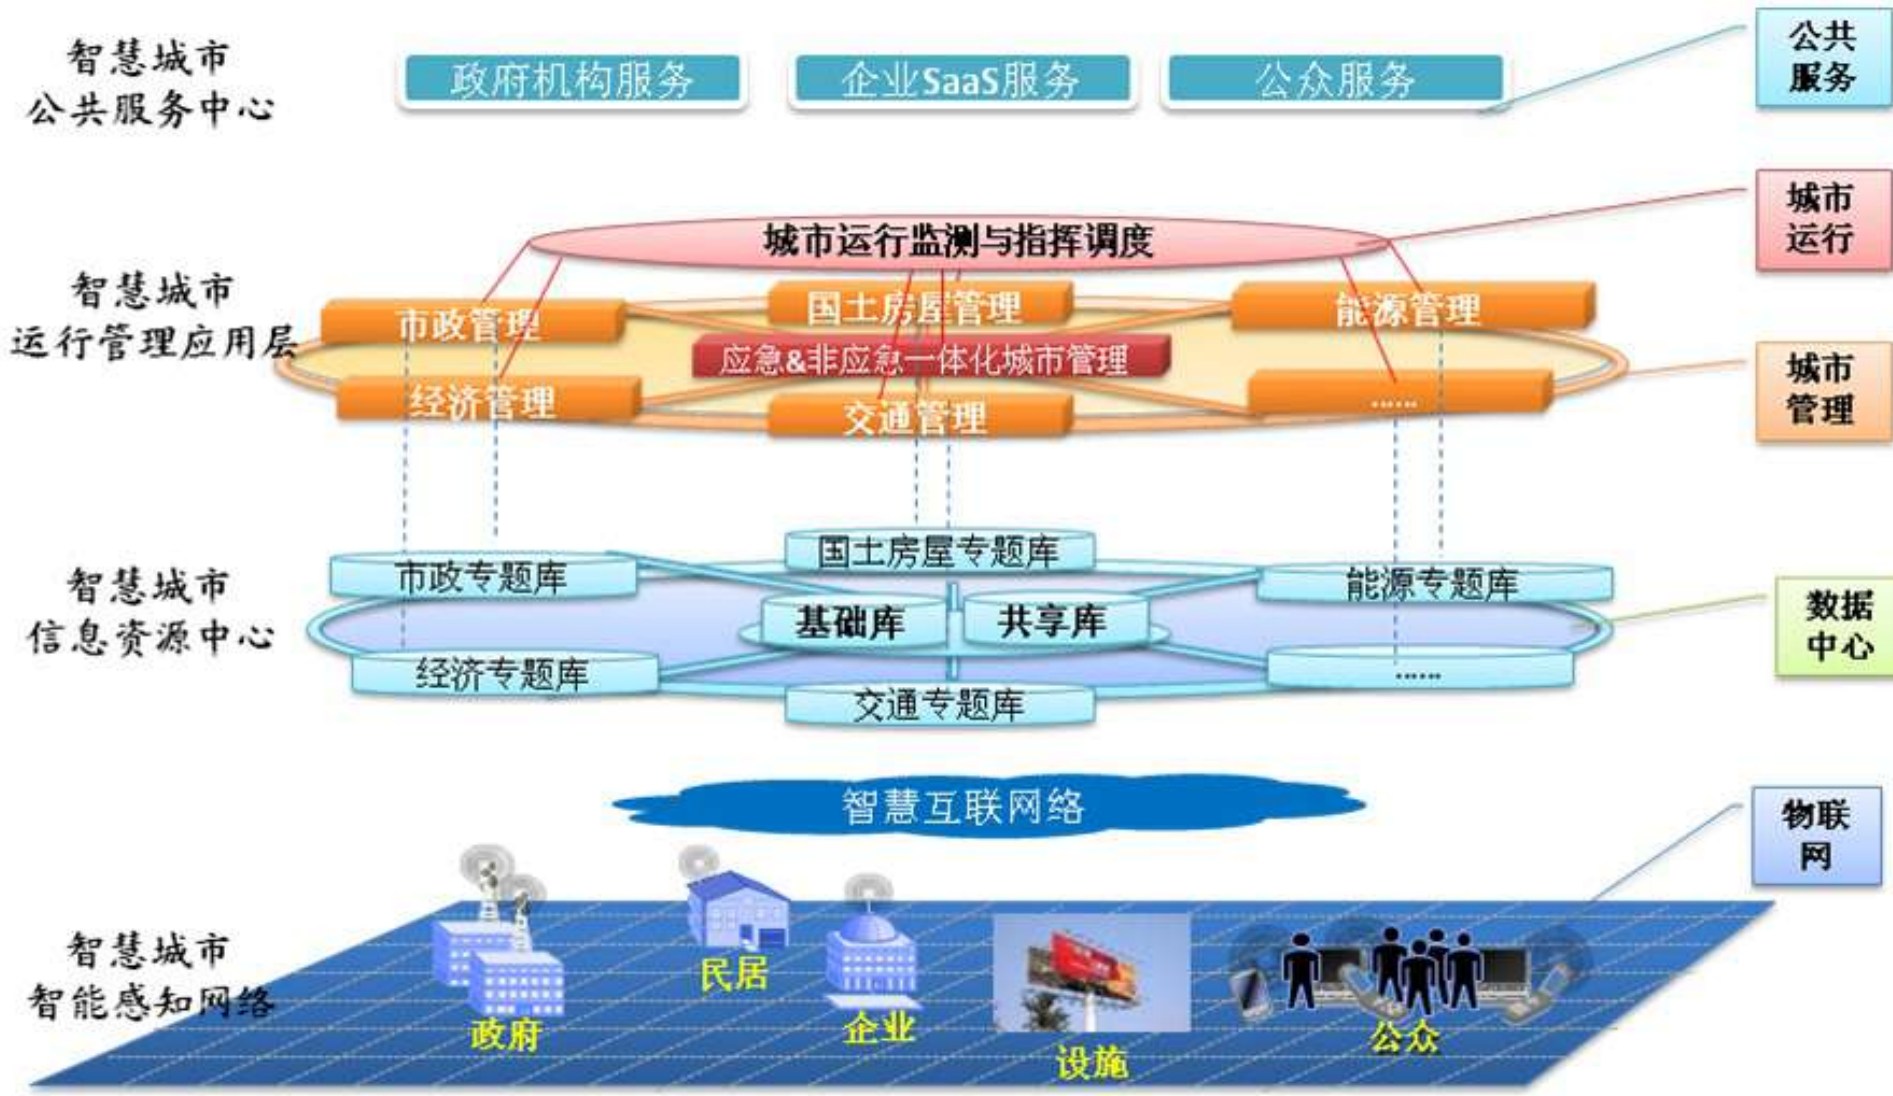 智慧城市
公共服务中心
政府机构服务
企业SaaS服务
公众服务
公共
服务
城市
运行
城市运行监测与指挥调度
智慧城市
运行管理应用层
市政管理
国土房屋管理
能源管理
应急&非应急一体化城市管理
经济管理
交通管理
......
城市
管理
智慧城市
信息资源中心
国土房屋专题库
市政专题库
能源专题库
基础库
共享库
经济专题库
交通专题库
......
数据
中心
智慧互联网络
物联
网
智慧城市
智能感知网络
政府
民居
企业
设施
公众